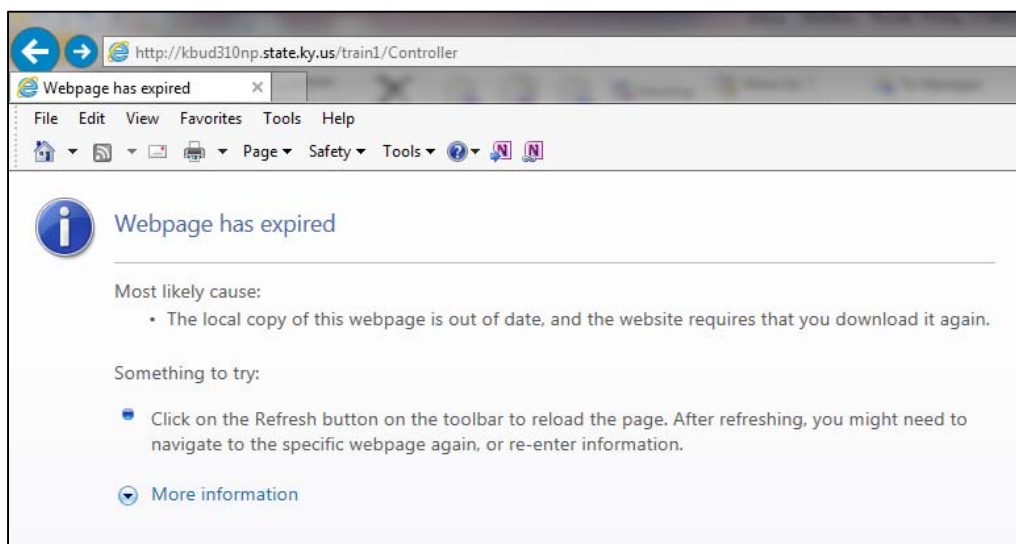 http://kbud310np.state.ky.us/train1/Controller
Webpage has expired
File Edit View Favorites Tools Help
Page Safety Tools
Webpage has expired
Most likely cause:
• The local copy of this webpage is out of date, and the website requires that you download it again.
Something to try:
Click on the Refresh button on the toolbar to reload the page. After refreshing, you might need to
navigate to the specific webpage again, or re-enter information.
More information